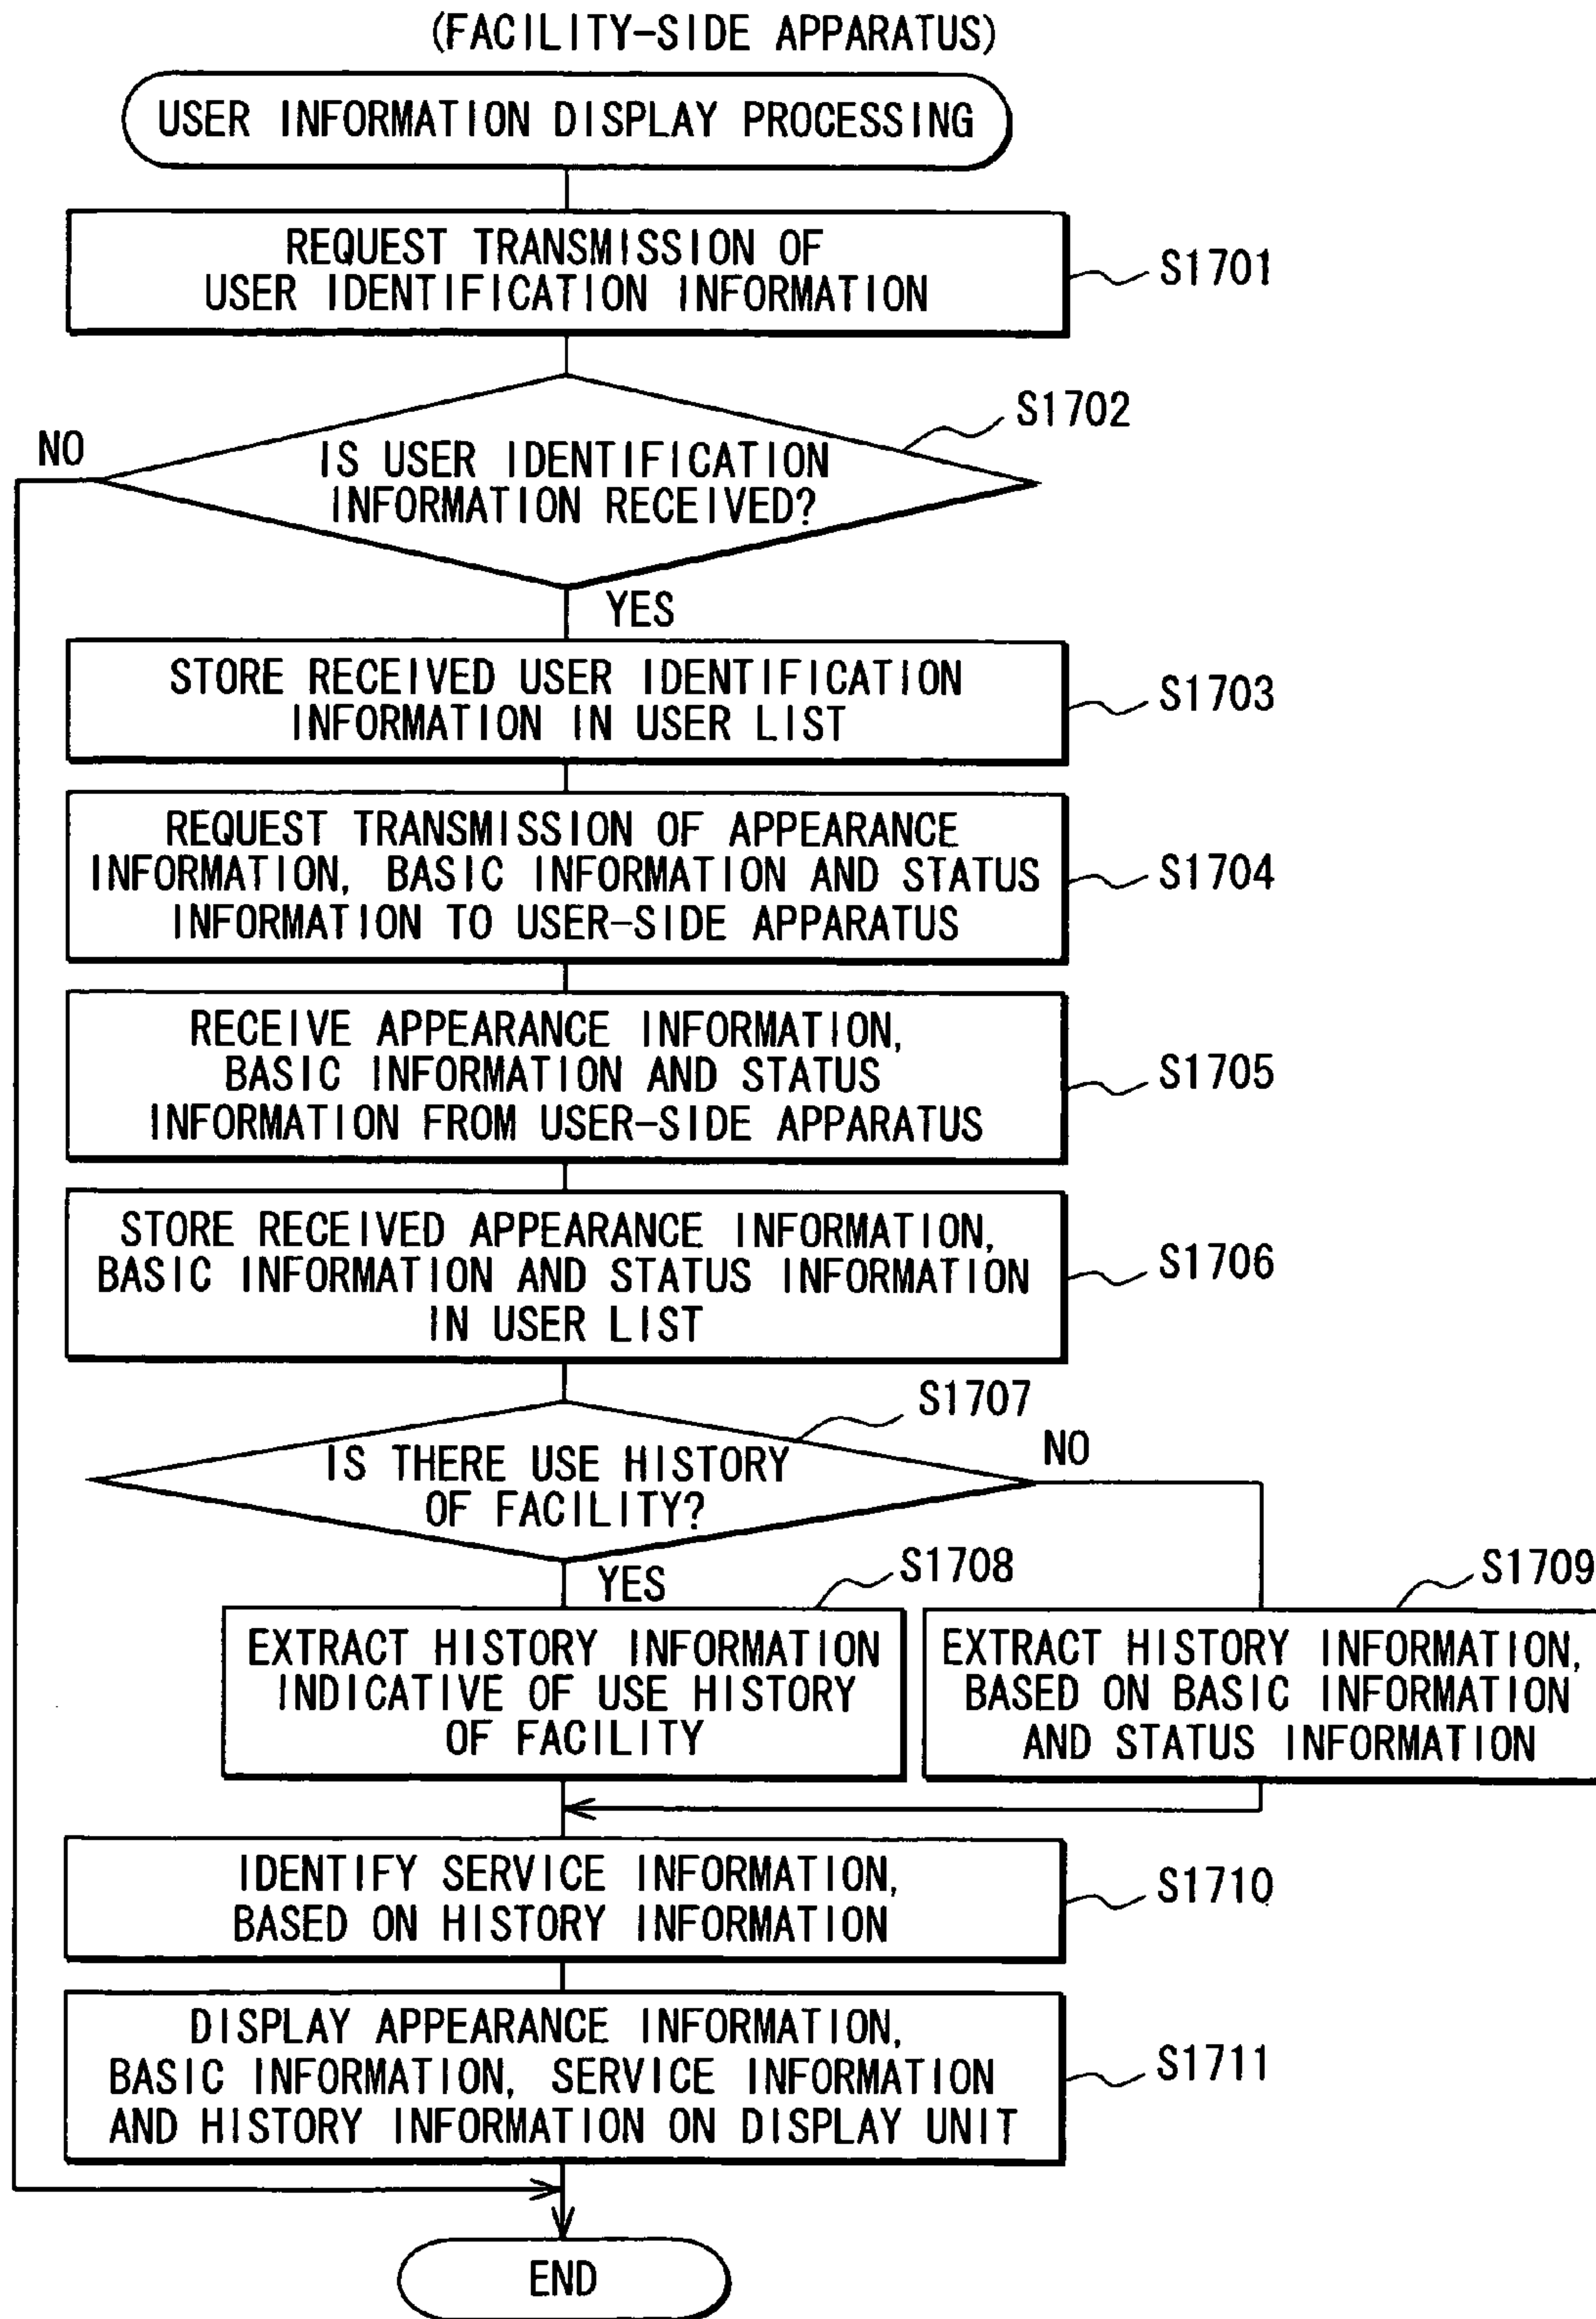 (FACILITY-SIDE APPARATUS)
USER INFORMATION DISPLAY PROCESSING
REQUEST TRANSMISSION OF
USER IDENTIFICATION INFORMATION
S1701
S1702
NO
IS USER IDENTIFICATION
INFORMATION RECEIVED?
YES
STORE RECEIVED USER IDENTIFICATION
INFORMATION IN USER LIST
S1703
REQUEST TRANSMISSION OF APPEARANCE
INFORMATION, BASIC INFORMATION AND STATUS
INFORMATION TO USER-SIDE APPARATUS
S1704
RECEIVE APPEARANCE INFORMATION,
BASIC INFORMATION AND STATUS
INFORMATION FROM USER-SIDE APPARATUS
S1705
STORE RECEIVED APPEARANCE INFORMATION,
BASIC INFORMATION AND STATUS INFORMATION
IN USER LIST
S1706
S1707
IS THERE USE HISTORY
OF FACILITY?
NO
YES
S1708
EXTRACT HISTORY INFORMATION
INDICATIVE OF USE HISTORY
OF FACILITY
S1709
EXTRACT HISTORY INFORMATION,
BASED ON BASIC INFORMATION
AND STATUS INFORMATION
IDENTIFY SERVICE INFORMATION,
BASED ON HISTORY INFORMATION
S1710
DISPLAY APPEARANCE INFORMATION,
BASIC INFORMATION, SERVICE INFORMATION
AND HISTORY INFORMATION ON DISPLAY UNIT
S1711
END